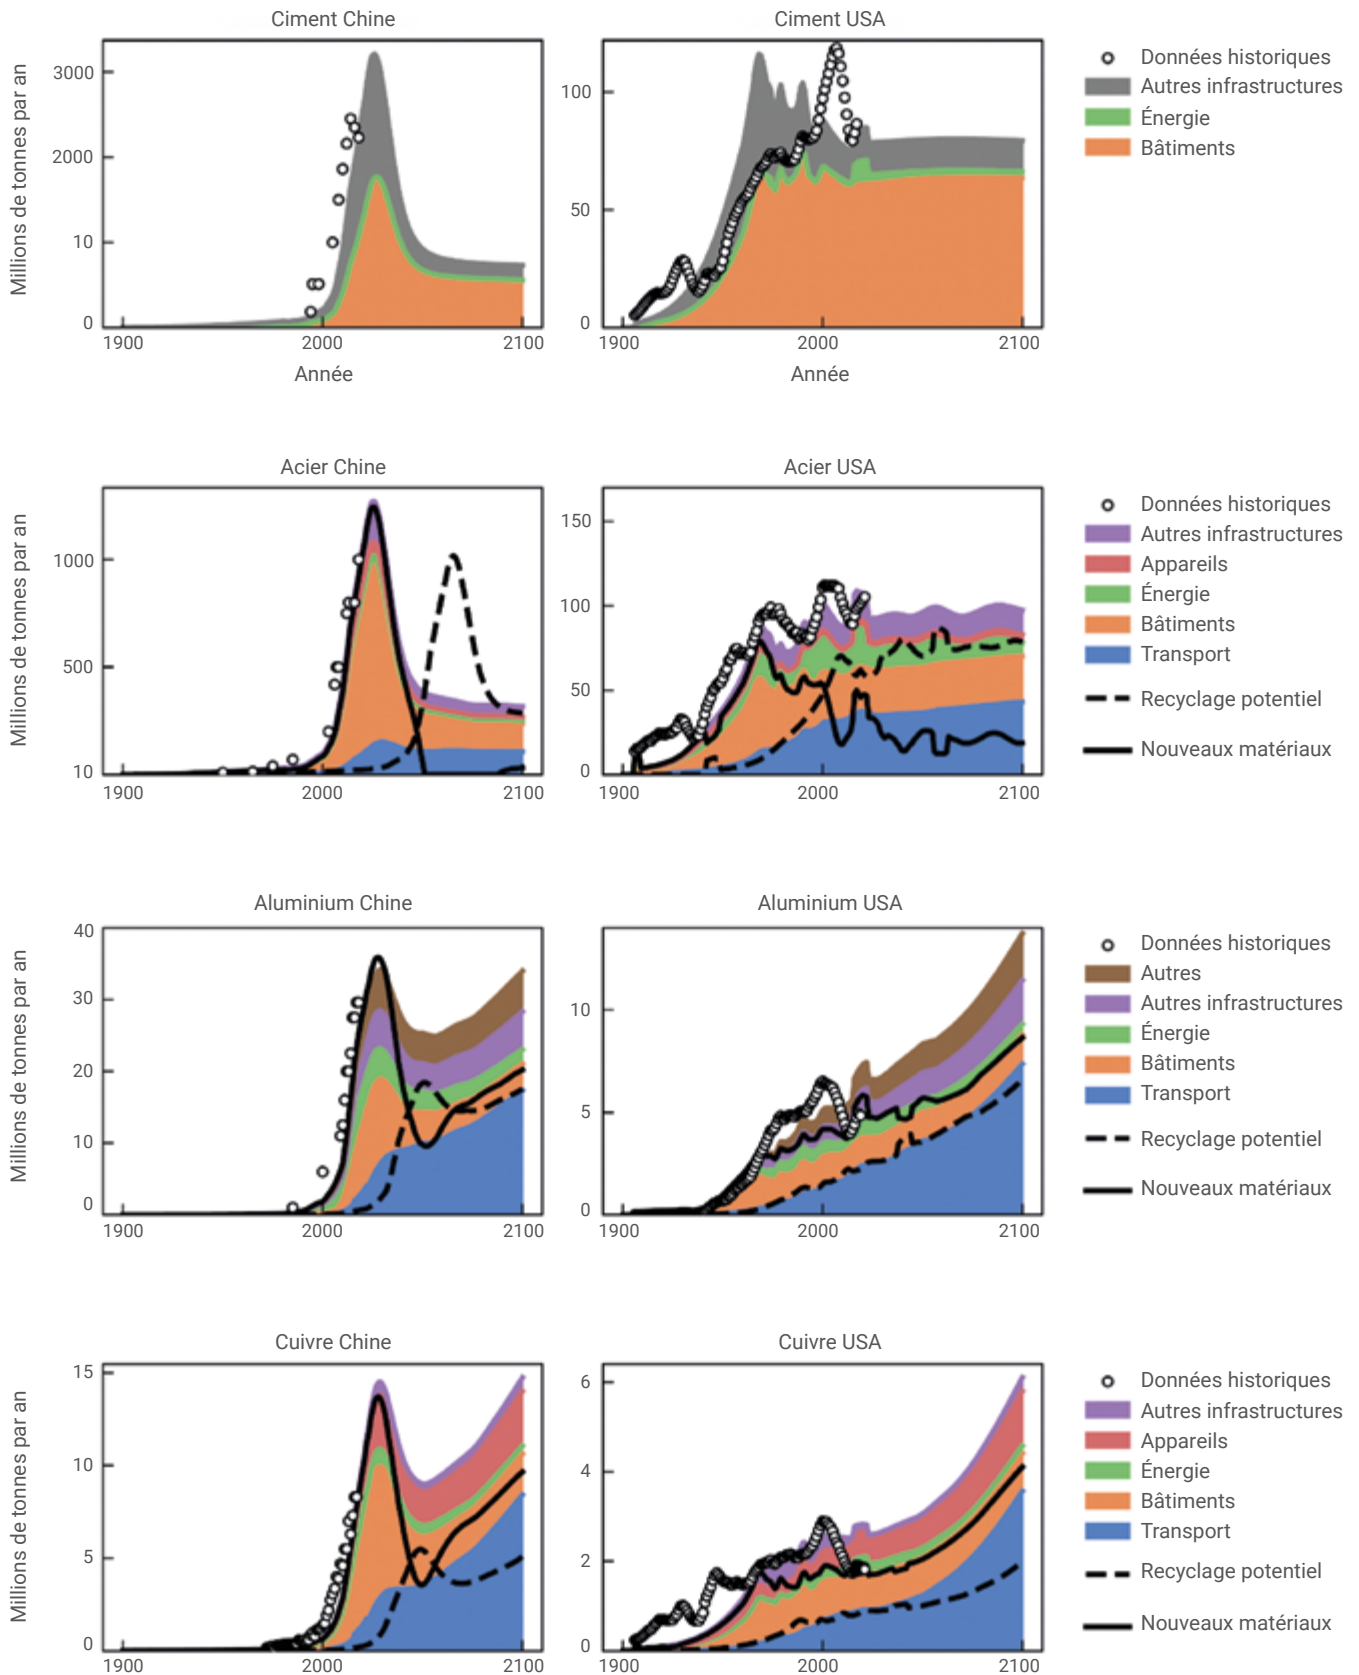 Ciment Chine
Ciment USA
Millions de tonnes par an
3000
2000
10
0
1900
2000
2100
Année
100
50
0
1900
2000
2100
Année
Données historiques
Autres infrastructures
Énergie
Bâtiments
Acier Chine
Acier USA
Millions de tonnes par an
1000
500
10
1900
2000
2100
150
100
50
0
1900
2000
2100
Données historiques
Autres infrastructures
Appareils
Énergie
Bâtiments
Transport
Recyclage potentiel
Nouveaux matériaux
Aluminium Chine
Aluminium USA
Millions de tonnes par an
40
30
20
10
0
1900
2000
2100
10
5
0
1900
2000
2100
Données historiques
Autres
Autres infrastructures
Énergie
Bâtiments
Transport
Recyclage potentiel
Nouveaux matériaux
Cuivre Chine
Cuivre USA
Millions de tonnes par an
15
10
5
0
1900
2000
2100
6
4
2
0
1900
2000
2100
Données historiques
Autres infrastructures
Appareils
Énergie
Bâtiments
Transport
Recyclage potentiel
Nouveaux matériaux